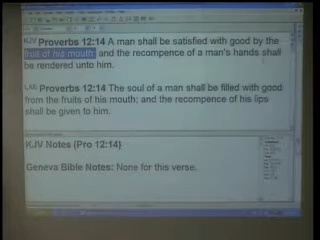 KJV Proverbs 12:14 A man shall be satisfied with good by the
fruit of his mouth: and the recompence of a man's hands shall
be rendered unto him.
LXE Proverbs 12:14 The soul of a man shall be filled with good
from the fruits of his mouth; and the recompence of his lips
shall be given to him.
KJV Notes (Pro 12:14)
Geneva Bible Notes: None for this verse.